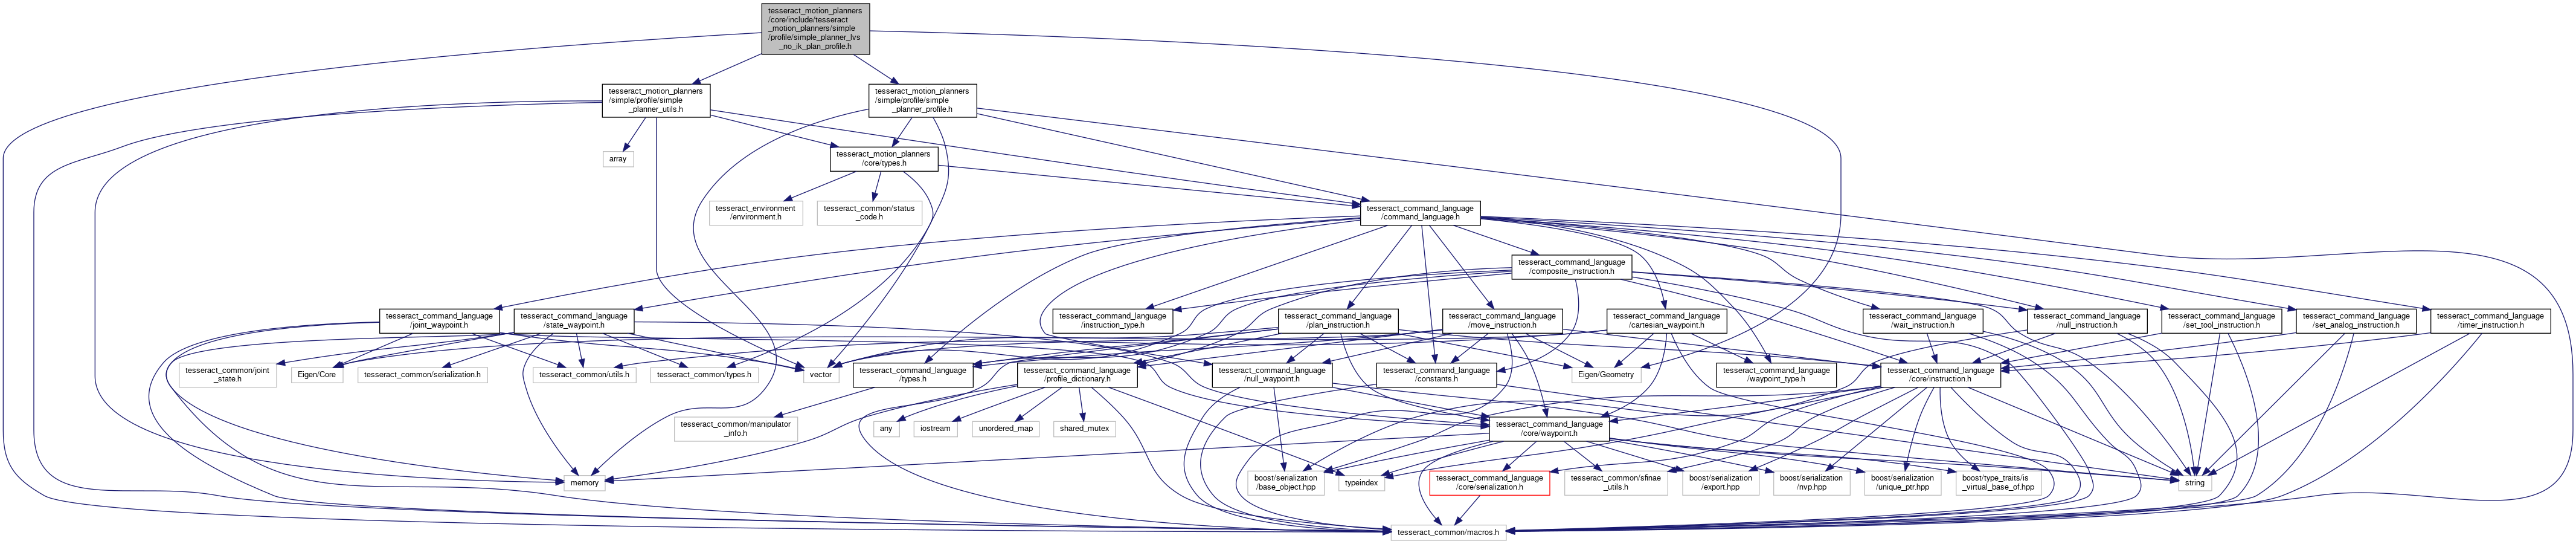 tesseract_motion_planners
/core/include/tesseract
_motion_planners/simple
/profile/simple_planner_lvs
_no_ik_plan_profile.h
tesseract_motion_planners
/simple/profile/simple
_planner_utils.h
tesseract_motion_planners
/simple/profile/simple
_planner_profile.h
array
tesseract_motion_planners
/core/types.h
tesseract_environment
/environment.h
tesseract_common/status
_code.h
tesseract_command_language
/command_language.h
tesseract_command_language
/composite_instruction.h
tesseract_command_language
/joint_waypoint.h
tesseract_command_language
/state_waypoint.h
tesseract_command_language
/instruction_type.h
tesseract_command_language
/plan_instruction.h
tesseract_command_language
/move_instruction.h
tesseract_command_language
/cartesian_waypoint.h
tesseract_command_language
/wait_instruction.h
tesseract_command_language
/null_instruction.h
tesseract_command_language
/set_tool_instruction.h
tesseract_command_language
/set_analog_instruction.h
tesseract_command_language
/timer_instruction.h
tesseract_common/joint
_state.h
Eigen/Core
tesseract_common/serialization.h
tesseract_common/utils.h
tesseract_common/types.h
vector
tesseract_command_language
/types.h
tesseract_command_language
/profile_dictionary.h
tesseract_command_language
/null_waypoint.h
tesseract_command_language
/constants.h
Eigen/Geometry
tesseract_command_language
/waypoint_type.h
tesseract_command_language
/core/instruction.h
tesseract_common/manipulator
_info.h
any
iostream
unordered_map
shared_mutex
tesseract_command_language
/core/waypoint.h
memory
boost/serialization
/base_object.hpp
typeindex
tesseract_command_language
/core/serialization.h
tesseract_common/sfinae
_utils.h
boost/serialization
/export.hpp
boost/serialization
/nvp.hpp
boost/serialization
/unique_ptr.hpp
boost/type_traits/is
_virtual_base_of.hpp
string
tesseract_common/macros.h